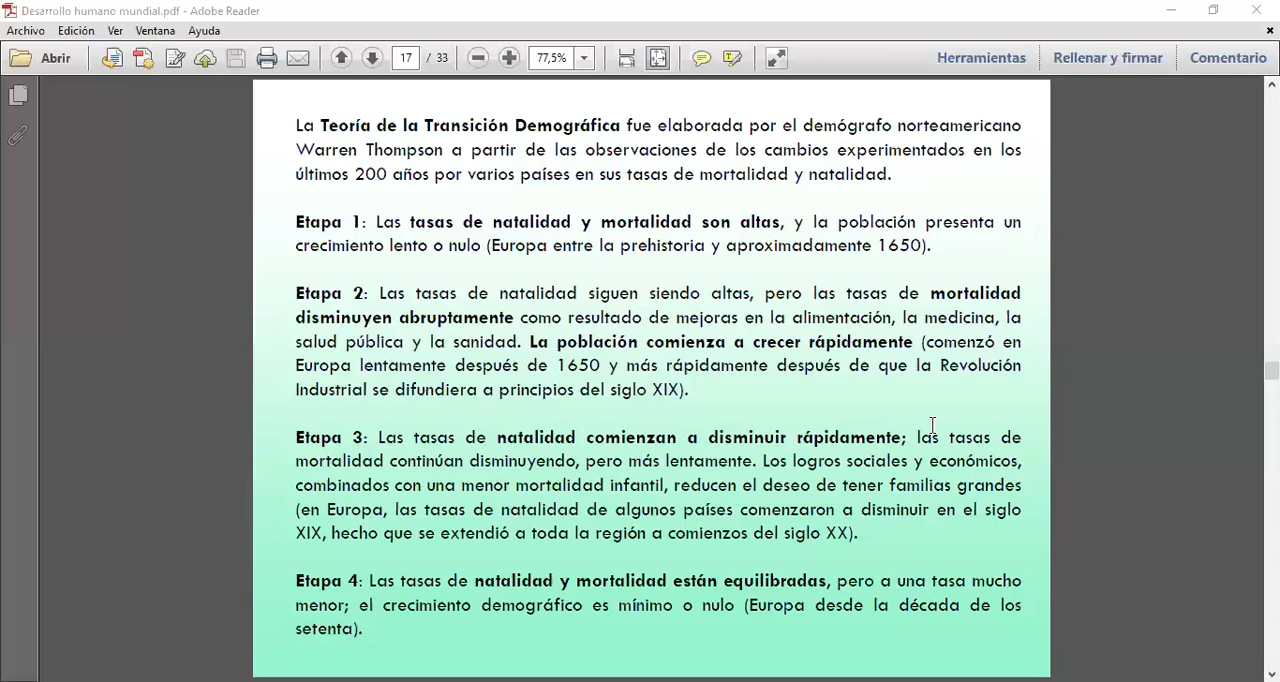 Desarrollo humano mundial.pdf - Adobe Reader
Archivo Edición Ver Ventana Ayuda
Abrir 17 / 33 77,5% Herramientas Rellenar y firmar Comentario
La Teoría de la Transición Demográfica fue elaborada por el demógrafo norteamericano
Warren Thompson a partir de las observaciones de los cambios experimentados en los
últimos 200 años por varios países en sus tasas de mortalidad y natalidad.
Etapa 1: Las tasas de natalidad y mortalidad son altas, y la población presenta un
crecimiento lento o nulo (Europa entre la prehistoria y aproximadamente 1650).
Etapa 2: Las tasas de natalidad siguen siendo altas, pero las tasas de mortalidad
disminuyen abruptamente como resultado de mejoras en la alimentación, la medicina, la
salud pública y la sanidad. La población comienza a crecer rápidamente (comenzó en
Europa lentamente después de 1650 y más rápidamente después de que la Revolución
Industrial se difundiera a principios del siglo XIX).
Etapa 3: Las tasas de natalidad comienzan a disminuir rápidamente; las tasas de
mortalidad continúan disminuyendo, pero más lentamente. Los logros sociales y económicos,
combinados con una menor mortalidad infantil, reducen el deseo de tener familias grandes
(en Europa, las tasas de natalidad de algunos países comenzaron a disminuir en el siglo
XIX, hecho que se extendió a toda la región a comienzos del siglo XX).
Etapa 4: Las tasas de natalidad y mortalidad están equilibradas, pero a una tasa mucho
menor; el crecimiento demográfico es mínimo o nulo (Europa desde la década de los
setenta).